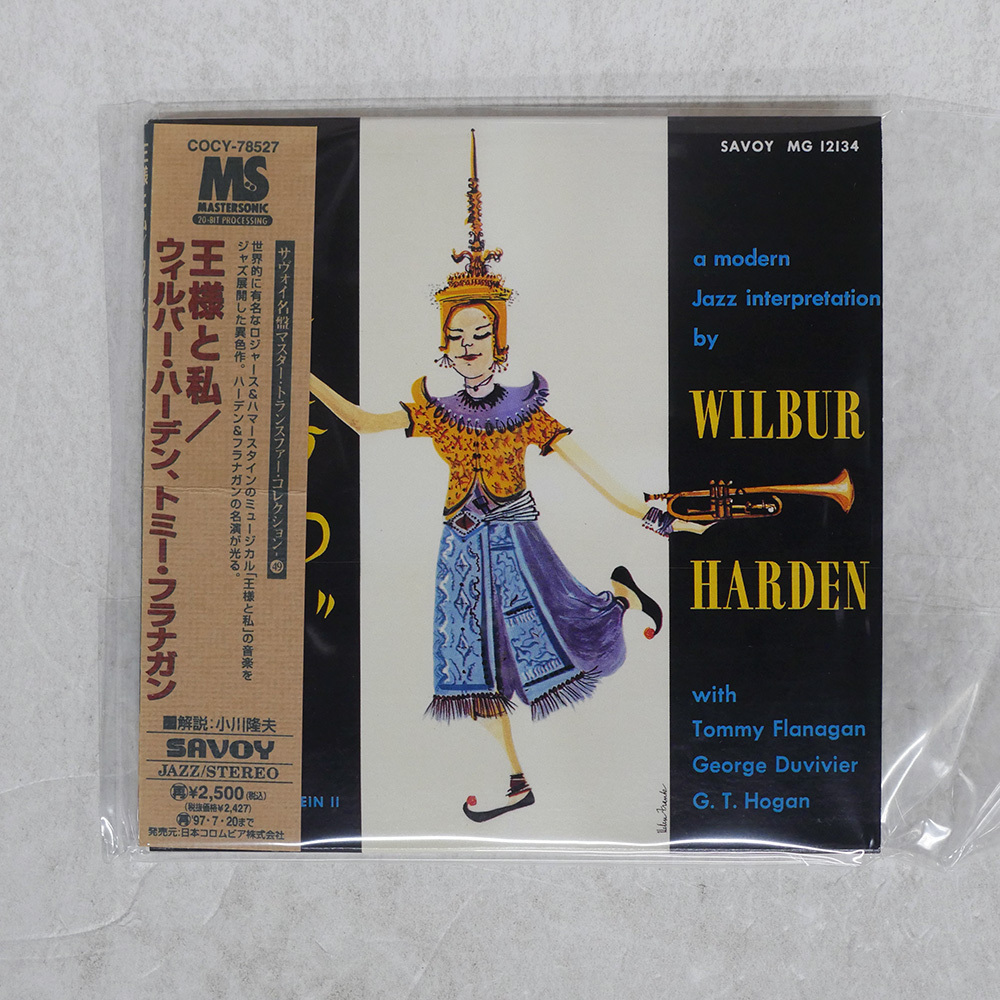 COCY-78527
MS
MASTERSONIC
20-BIT PROCESSING
サヴォイ名盤マスター・トランスファー・コレクション-㊾
世界的に有名なロジャース&ハマースタインのミュージカル「王様と私」の音楽を
ジャズ展開した異色作。ハーデン&フラナガンの名演が光る。
王様と私/
ウィルバー・ハーデン、トミー・フラナガン
■解説:小川隆夫
SAVOY
JAZZ/STEREO
再¥2,500(税込)
(税抜価格¥2,427)
再'97・7・20まで
発売元:日本コロムビア株式会社
EIN II
SAVOY MG 12134
a modern
Jazz interpretation
by
WILBUR
HARDEN
with
Tommy Flanagan
George Duvivier
G. T. Hogan
Helen Frank